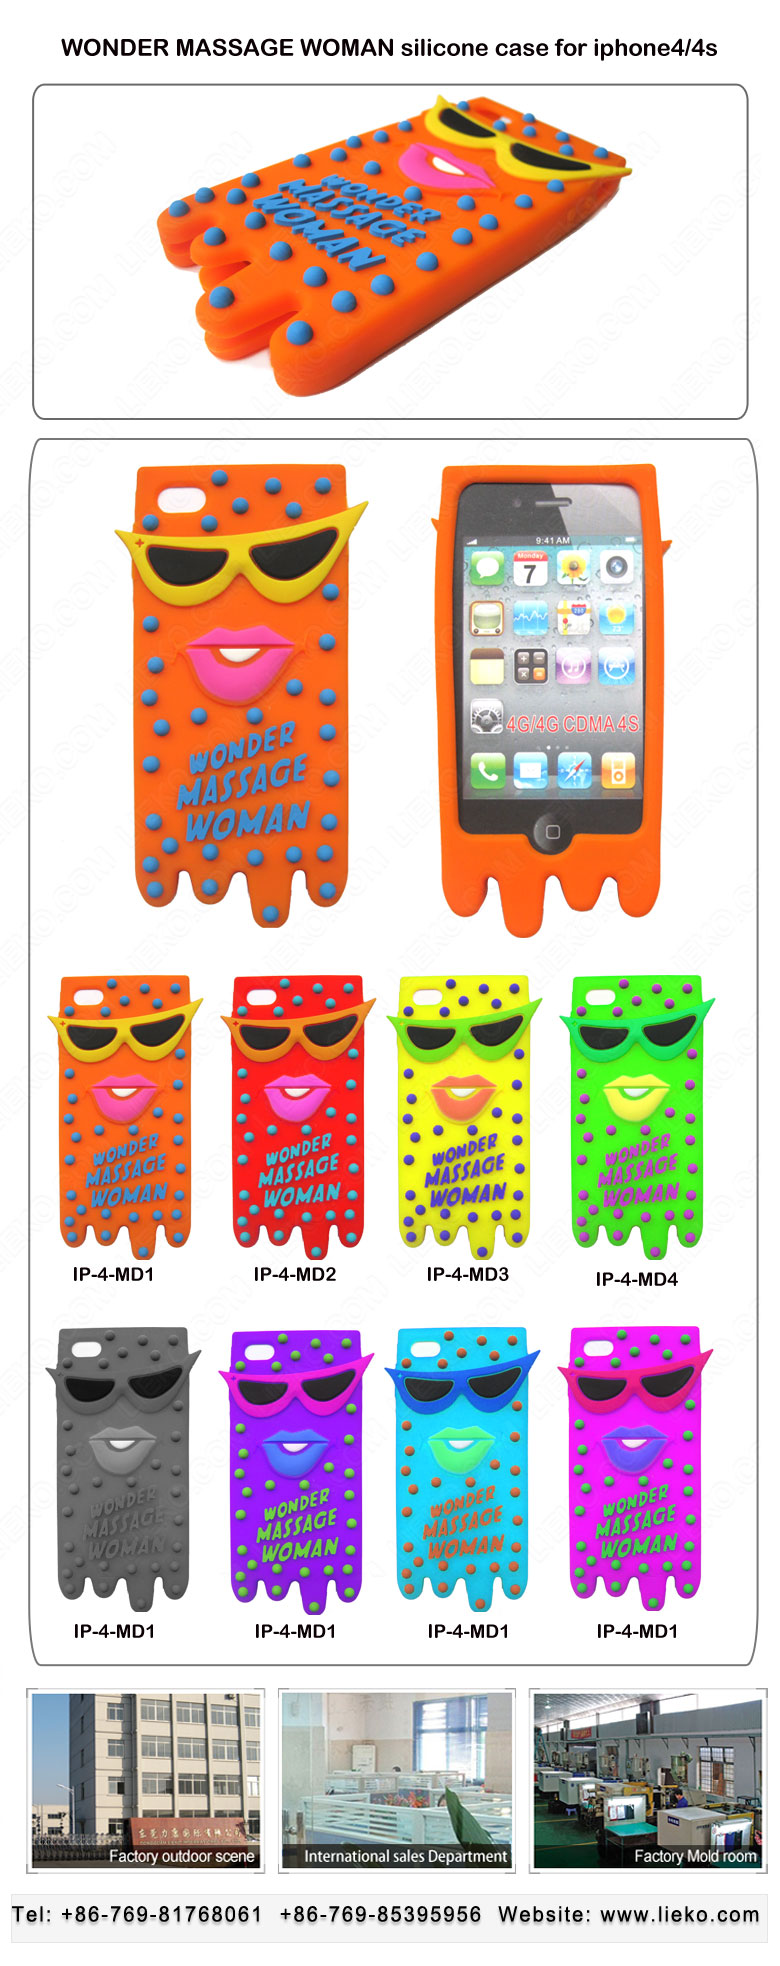 WONDER MASSAGE WOMAN silicone case for iphone4/4s
WONDER
MASSAGE
WOMAN
WONDER
MASSAGE
WOMAN
9:41 AM
Monday
7
280
4G/4G CDMA 4S
WONDER
MASSAGE
WOMAN
WONDER
MASSAGE
WOMAN
WONDER
MASSAGE
WOMAN
WONDER
MASSAGE
WOMAN
IP-4-MD1 IP-4-MD2 IP-4-MD3 IP-4-MD4
WONDER
MASSAGE
WOMAN
WONDER
MASSAGE
WOMAN
WONDER
MASSAGE
WOMAN
WONDER
MASSAGE
WOMAN
IP-4-MD1 IP-4-MD1 IP-4-MD1 IP-4-MD1
Factory outdoor scene International sales Department Factory Mold room
Tel: +86-769-81768061 +86-769-85395956 Website: www.lieko.com
LIEKO.COM